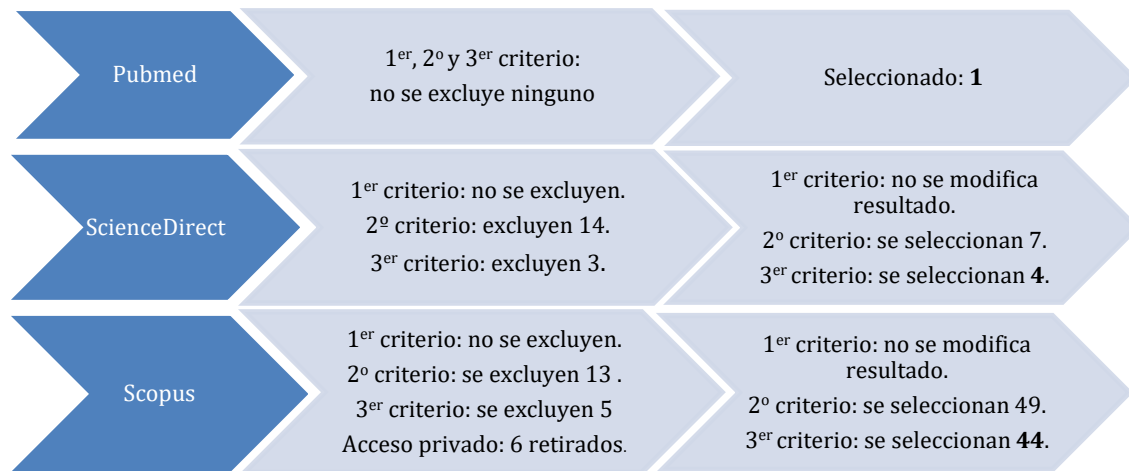 Pubmed
1er, 2o y 3er criterio:
no se excluye ninguno
Seleccionado: 1
ScienceDirect
1er criterio: no se excluyen.
2º criterio: excluyen 14.
3er criterio: excluyen 3.
1er criterio: no se modifica
resultado.
2o criterio: se seleccionan 7.
3er criterio: se seleccionan 4.
Scopus
1er criterio: no se excluyen.
2o criterio: se excluyen 13 .
3er criterio: se excluyen 5
Acceso privado: 6 retirados.
1er criterio: no se modifica
resultado.
2o criterio: se seleccionan 49.
3er criterio: se seleccionan 44.